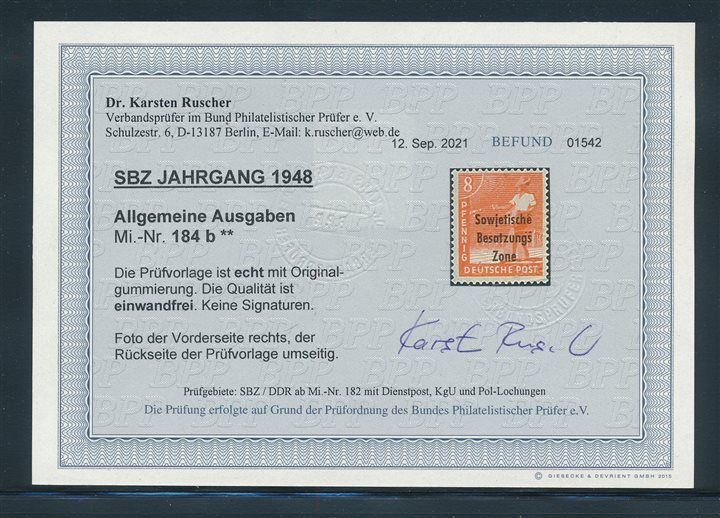 Dr. Karsten Ruscher
Verbandsprüfer im Bund Philatelistischer Prüfer e. V.
Schulzestr. 6, D-13187 Berlin, E-Mail: k.ruscher@web.de
12. Sep. 2021 BEFUND 01542
SBZ JAHRGANG 1948
Allgemeine Ausgaben
Mi.-Nr. 184 b **
8
PFENNIG
Sowjetische
Besatzungs
Zone
DEUTSCHE POST
Die Prüfvorlage ist echt mit Original-
gummierung. Die Qualität ist
einwandfrei. Keine Signaturen.
Foto der Vorderseite rechts, der
Rückseite der Prüfvorlage umseitig.
Prüfgebiete: SBZ / DDR ab Mi.-Nr. 182 mit Dienstpost, KgU und Pol-Lochungen
Die Prüfung erfolgte auf Grund der Prüfordnung des Bundes Philatelistischer Prüfer e.V.
© GIESECKE & DEVRIENT GMBH 2015